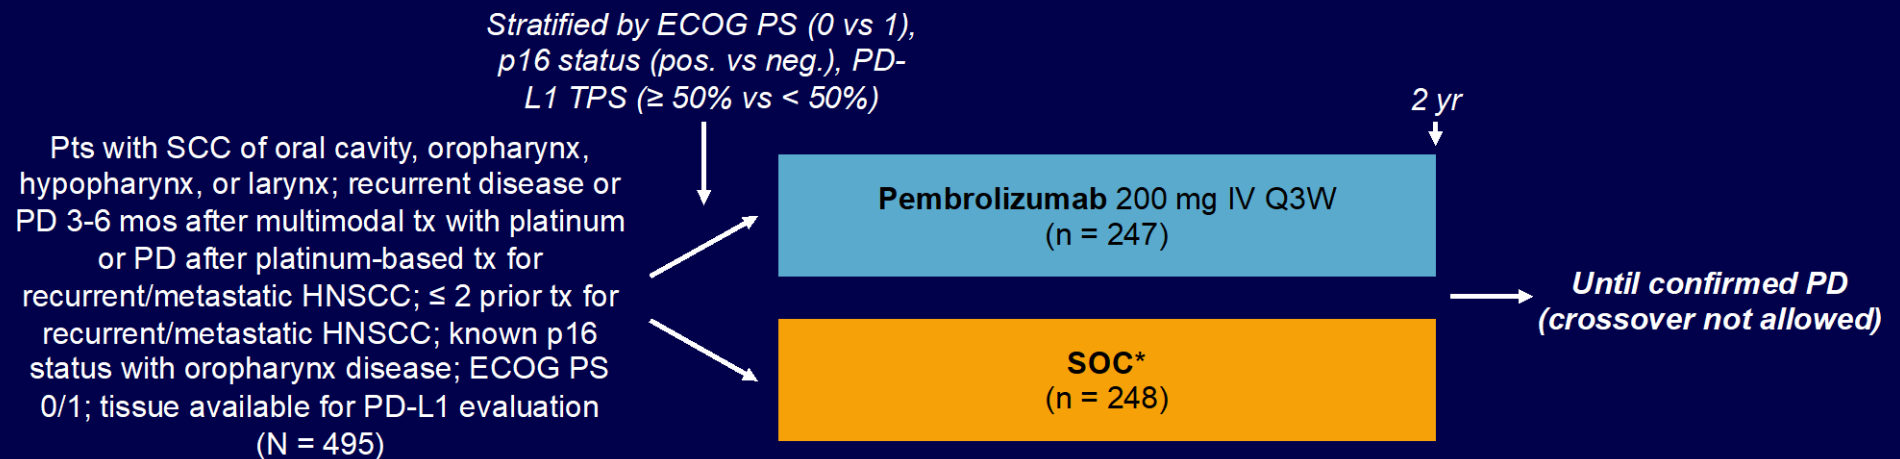 Stratified by ECOG PS (0 vs 1),
p16 status (pos. vs neg.), PD-
L1 TPS (≥ 50% vs < 50%)
2 yr
Pts with SCC of oral cavity, oropharynx,
hypopharynx, or larynx; recurrent disease or
PD 3-6 mos after multimodal tx with platinum
or PD after platinum-based tx for
recurrent/metastatic HNSCC; ≤ 2 prior tx for
recurrent/metastatic HNSCC; known p16
status with oropharynx disease; ECOG PS
0/1; tissue available for PD-L1 evaluation
(N = 495)
Pembrolizumab 200 mg IV Q3W
(n = 247)
SOC*
(n = 248)
Until confirmed PD
(crossover not allowed)